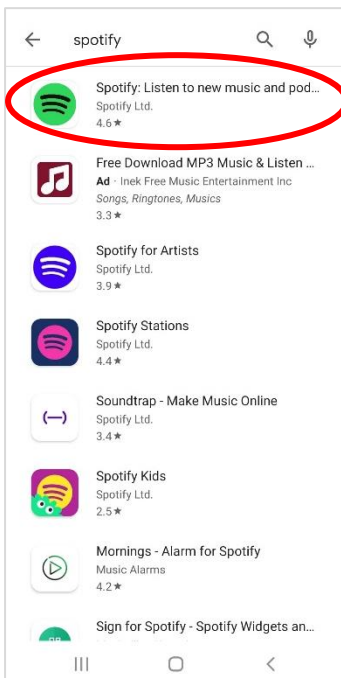 spotify
Spotify: Listen to new music and pod...
Spotify Ltd.
4.6★
Free Download MP3 Music & Listen ...
Ad · Inek Free Music Entertainment Inc
Songs, Ringtones, Musics
3.3★
Spotify for Artists
Spotify Ltd.
3.9★
Spotify Stations
Spotify Ltd.
4.4★
Soundtrap - Make Music Online
Spotify Ltd.
3.4★
Spotify Kids
Spotify Ltd.
2.5★
Mornings - Alarm for Spotify
Music Alarms
4.2★
Sign for Spotify - Spotify Widgets an...